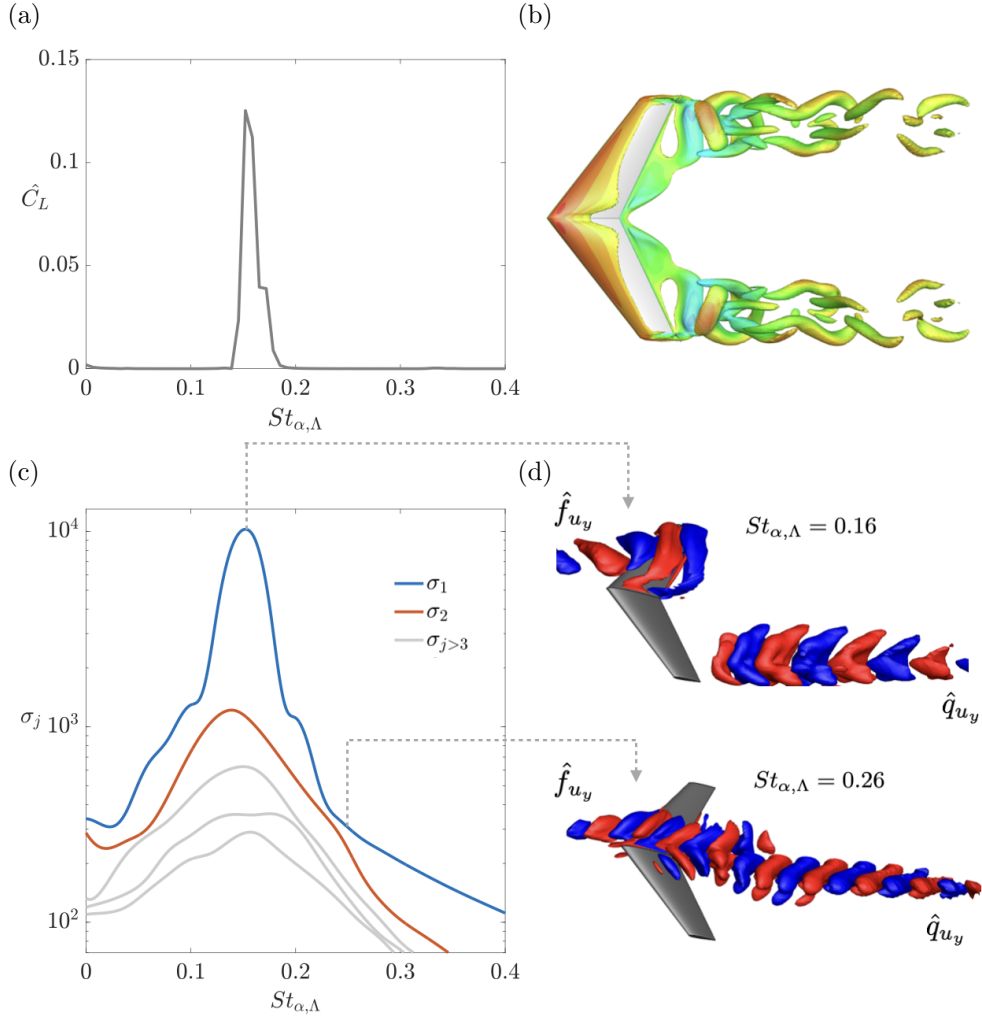 (a)
0.15
0.1
Ĉ_L
0.05
0
0 0.1 0.2 0.3 0.4
St_{α,Λ}
(b)
(c)
10^4
10^3
σ_j
10^2
σ_1
σ_2
σ_{j>3}
0 0.1 0.2 0.3 0.4
St_{α,Λ}
(d)
f̂_{u_y}
St_{α,Λ} = 0.16
q̂_{u_y}
f̂_{u_y}
St_{α,Λ} = 0.26
q̂_{u_y}